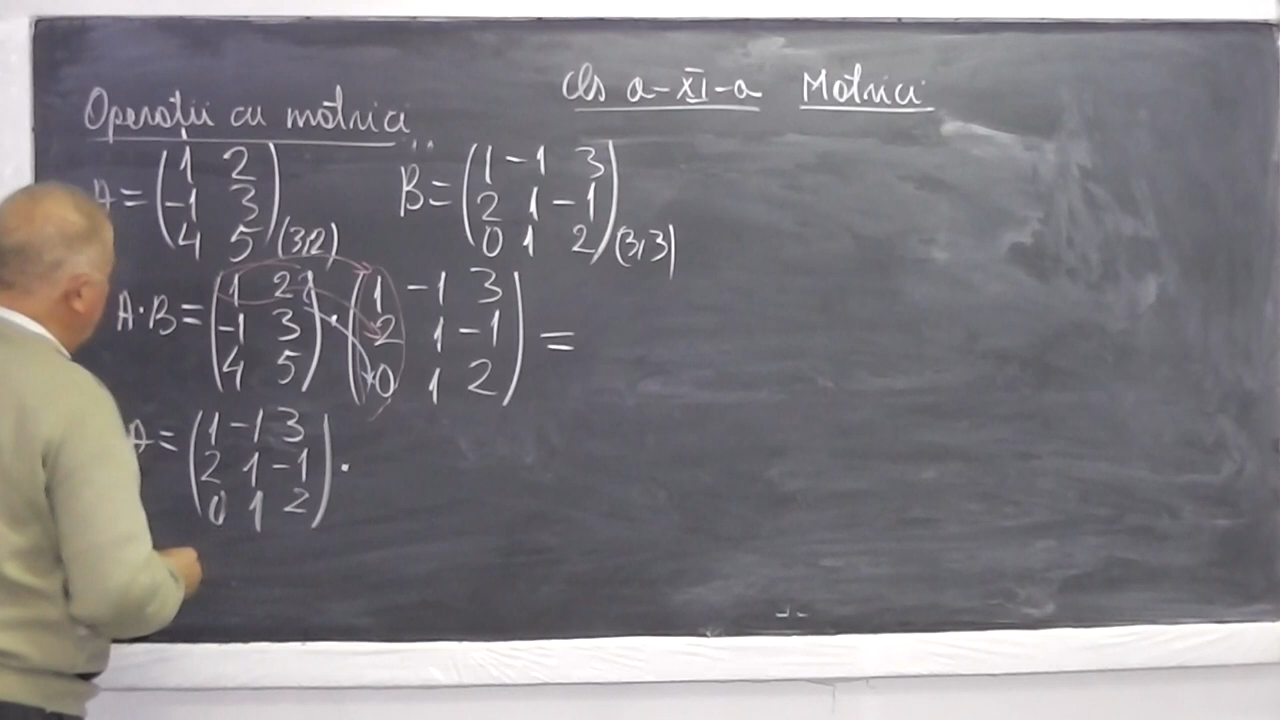 cls a-XI-a Matrici
Operații cu matrici
A = (1 2
-1 3
4 5) (3,2)
B = (1 -1 3
2 1 -1
0 1 2) (3,3)
A·B = (1 2
-1 3
4 5) · (1 -1 3
2 1 -1
0 1 2) =
A = (1 -1 3
2 1 -1
0 1 2) ·